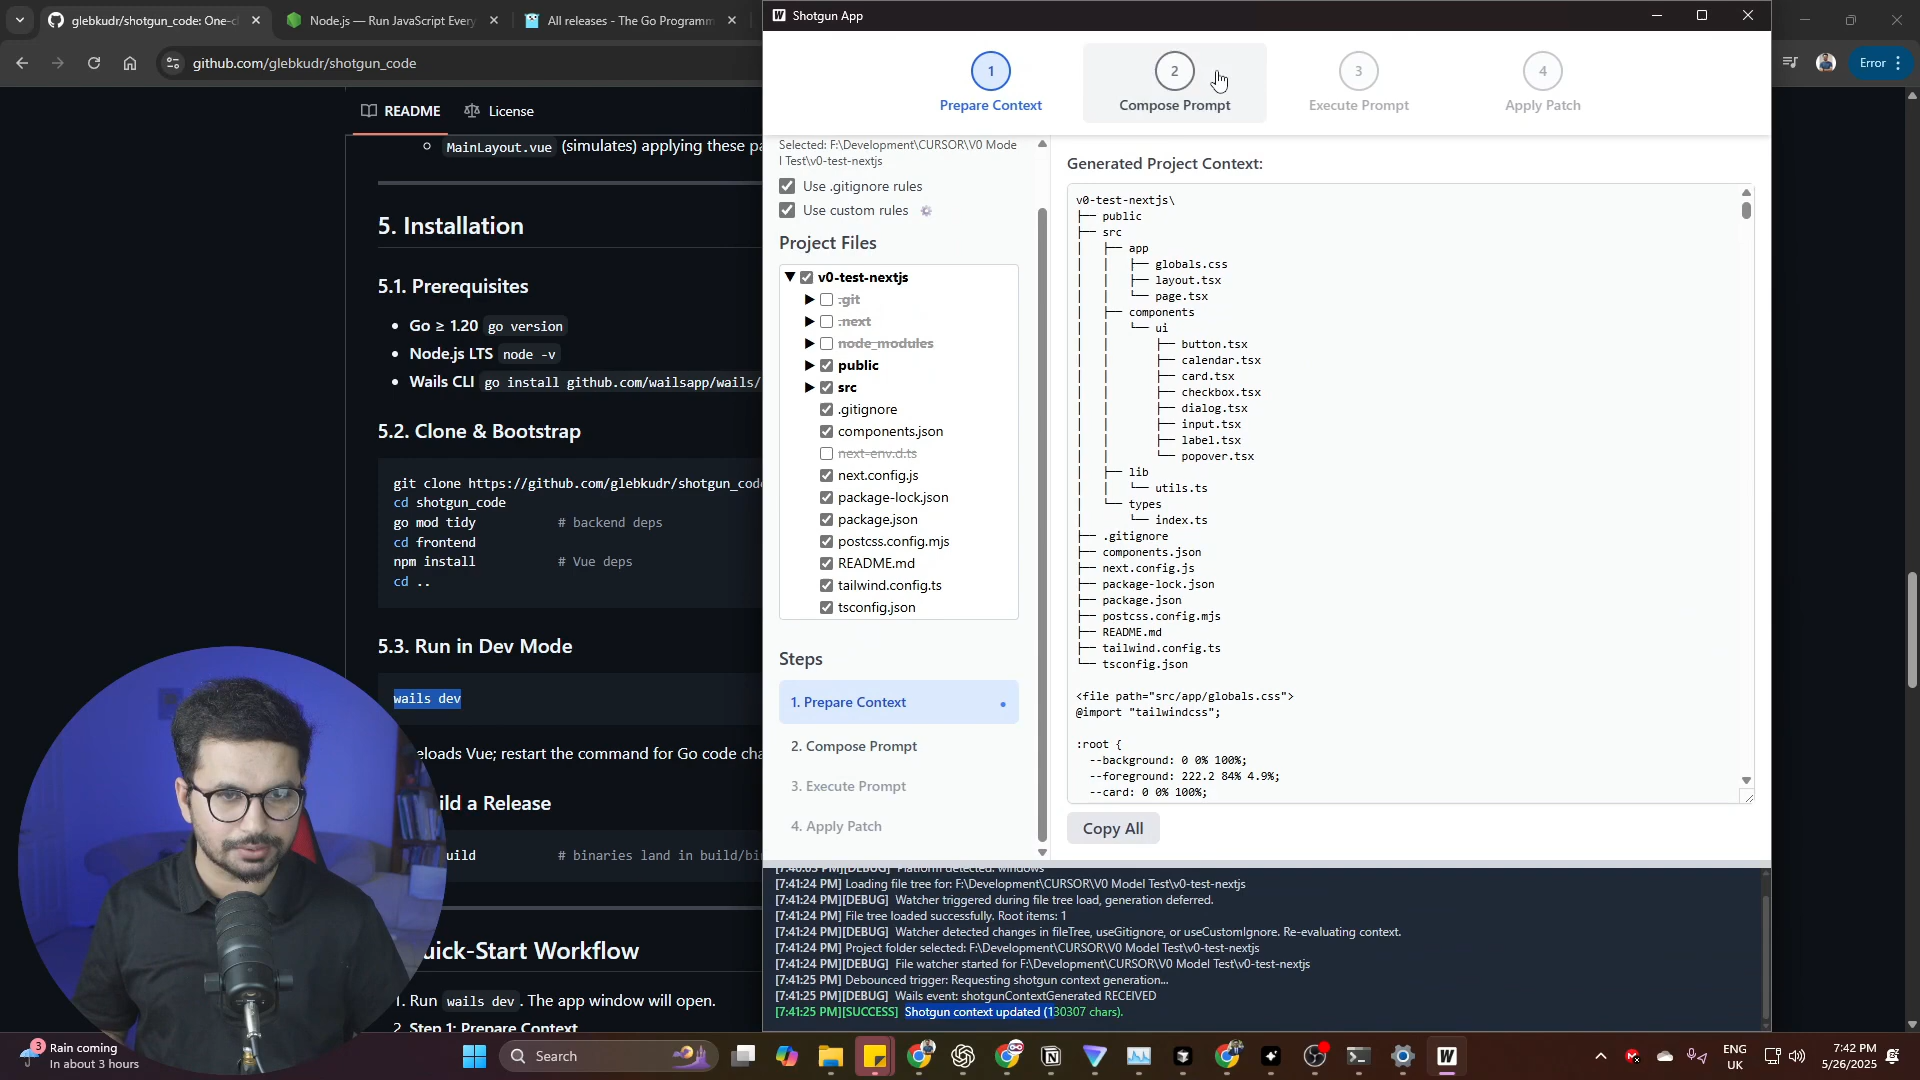 glebkudr/shotgun_code: One-c
Node.js — Run JavaScript Every
All releases - The Go Programm
github.com/glebkudr/shotgun_code
Error
README
License
MainLayout.vue (simulates) applying these pa
5. Installation
5.1. Prerequisites
Go ≥ 1.20 go version
Node.js LTS node -v
Wails CLI go install github.com/wailsapp/wails/
5.2. Clone & Bootstrap
git clone https://github.com/glebkudr/shotgun_code
cd shotgun_code
go mod tidy # backend deps
cd frontend
npm install # Vue deps
cd ..
5.3. Run in Dev Mode
wails dev
eloads Vue; restart the command for Go code cha
ild a Release
uild # binaries land in build/bi
uick-Start Workflow
1. Run wails dev. The app window will open.
2. Step 1: Prepare Context
Shotgun App
1
Prepare Context
2
Compose Prompt
3
Execute Prompt
4
Apply Patch
Selected: F:\Development\CURSOR\V0 Mode
l Test\v0-test-nextjs
Use .gitignore rules
Use custom rules
Project Files
v0-test-nextjs
.git
.next
node_modules
public
src
.gitignore
components.json
next-env.d.ts
next.config.js
package-lock.json
package.json
postcss.config.mjs
README.md
tailwind.config.ts
tsconfig.json
Steps
1. Prepare Context
2. Compose Prompt
3. Execute Prompt
4. Apply Patch
Generated Project Context:
v0-test-nextjs\
├── public
├── src
│   ├── app
│   │   ├── globals.css
│   │   ├── layout.tsx
│   │   └── page.tsx
│   ├── components
│   │   └── ui
│   │       ├── button.tsx
│   │       ├── calendar.tsx
│   │       ├── card.tsx
│   │       ├── checkbox.tsx
│   │       ├── dialog.tsx
│   │       ├── input.tsx
│   │       ├── label.tsx
│   │       └── popover.tsx
│   ├── lib
│   │   └── utils.ts
│   └── types
│       └── index.ts
├── .gitignore
├── components.json
├── next.config.js
├── package-lock.json
├── package.json
├── postcss.config.mjs
├── README.md
├── tailwind.config.ts
└── tsconfig.json
<file path="src/app/globals.css">
@import "tailwindcss";
:root {
--background: 0 0% 100%;
--foreground: 222.2 84% 4.9%;
--card: 0 0% 100%;
Copy All
[7:40:05 PM][DEBUG] Platform detected: windows
[7:41:24 PM] Loading file tree for: F:\Development\CURSOR\V0 Model Test\v0-test-nextjs
[7:41:24 PM][DEBUG] Watcher triggered during file tree load, generation deferred.
[7:41:24 PM] File tree loaded successfully. Root items: 1
[7:41:24 PM][DEBUG] Watcher detected changes in fileTree, useGitignore, or useCustomIgnore. Re-evaluating context.
[7:41:24 PM] Project folder selected: F:\Development\CURSOR\V0 Model Test\v0-test-nextjs
[7:41:24 PM][DEBUG] File watcher started for F:\Development\CURSOR\V0 Model Test\v0-test-nextjs
[7:41:25 PM] Debounced trigger: Requesting shotgun context generation...
[7:41:25 PM][DEBUG] Wails event: shotgunContextGenerated RECEIVED
[7:41:25 PM][SUCCESS] Shotgun context updated (130307 chars).
3
Rain coming
In about 3 hours
Search
ENG
UK
7:42 PM
5/26/2025